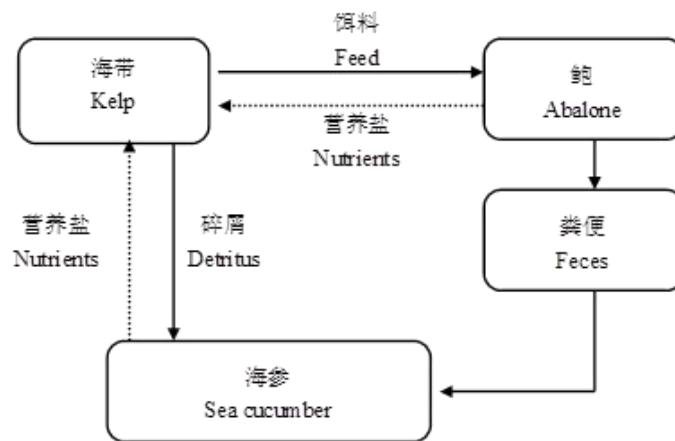 海带
Kelp
饵料
Feed
鲍
Abalone
营养盐
Nutrients
粪便
Feces
营养盐
Nutrients
碎屑
Detritus
海参
Sea cucumber